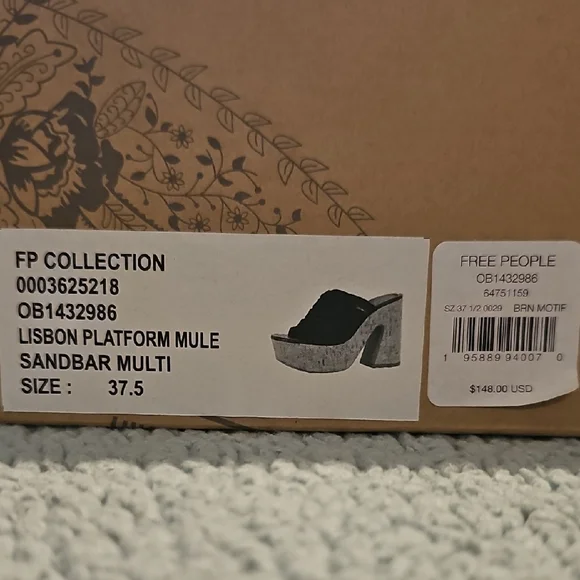 FP COLLECTION
0003625218
OB1432986
LISBON PLATFORM MULE
SANDBAR MULTI
SIZE : 37.5
FREE PEOPLE
OB1432986
64751159
SZ 37 1/2 0029 BRN MOTIF
1 95889 94007 0
$148.00 USD